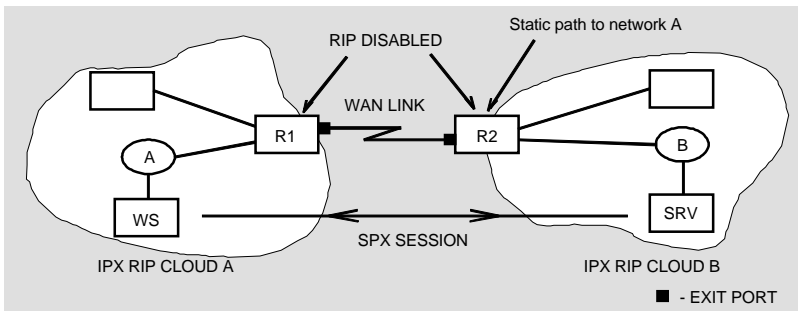 RIP DISABLED
Static path to network A
WAN LINK
R1
R2
A
B
WS
SRV
SPX SESSION
IPX RIP CLOUD A
IPX RIP CLOUD B
- EXIT PORT